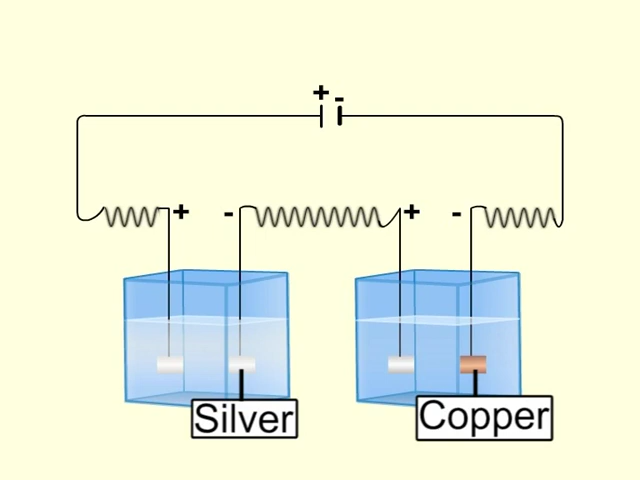 + -
+ - + -
Silver Copper